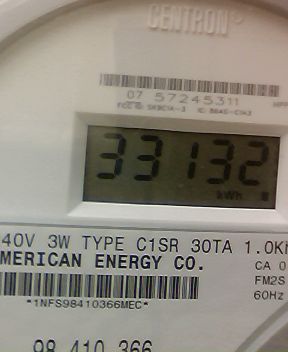 CENTRON
07 57245311
33132
kWh
40V 3W TYPE C1SR 30TA 1.0K
MERICAN ENERGY CO.
CA 0
FM2S
60Hz
*1NFS98410366MEC*
98 410 366